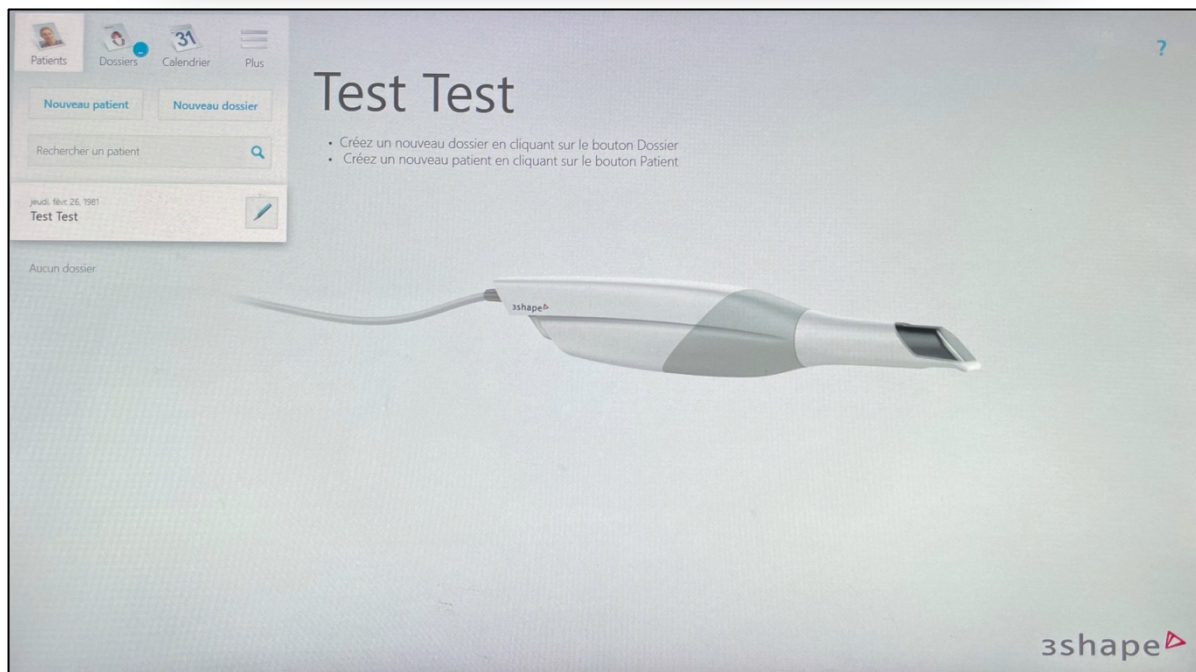 Patients
Dossiers
31
Calendrier
Plus
Nouveau patient
Nouveau dossier
Rechercher un patient
jeudi, févr. 26, 1981
Test Test
Aucun dossier
?
Test Test
• Créez un nouveau dossier en cliquant sur le bouton Dossier
• Créez un nouveau patient en cliquant sur le bouton Patient
3shape
3shape